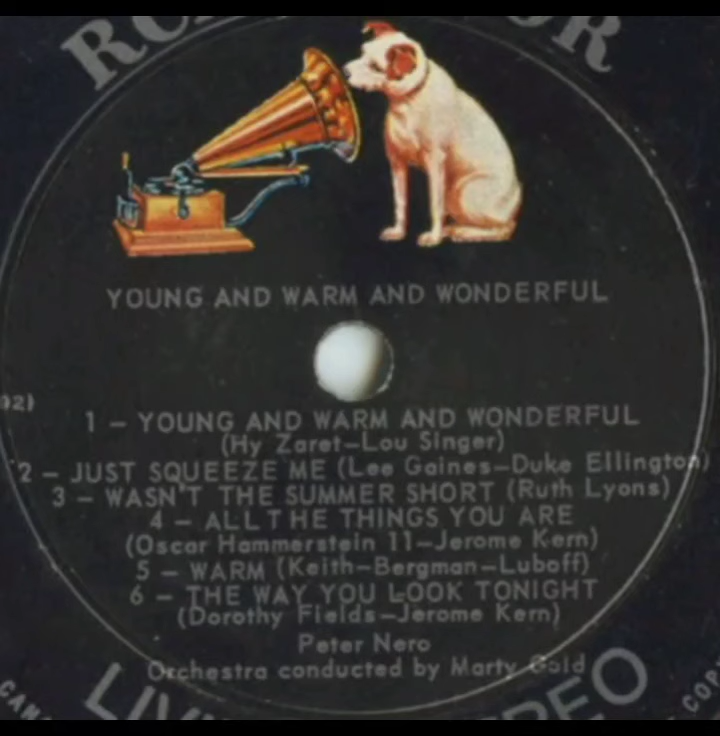 YOUNG AND WARM AND WONDERFUL
1 – YOUNG AND WARM AND WONDERFUL
(Hy Zaret–Lou Singer)
2 – JUST SQUEEZE ME (Lee Gaines–Duke Ellington)
3 – WASN'T THE SUMMER SHORT (Ruth Lyons)
4 – ALL THE THINGS YOU ARE
(Oscar Hammerstein 11–Jerome Kern)
5 – WARM (Keith–Bergman–Luboff)
6 – THE WAY YOU LOOK TONIGHT
(Dorothy Fields–Jerome Kern)
Peter Nero
Orchestra conducted by Marty Gold